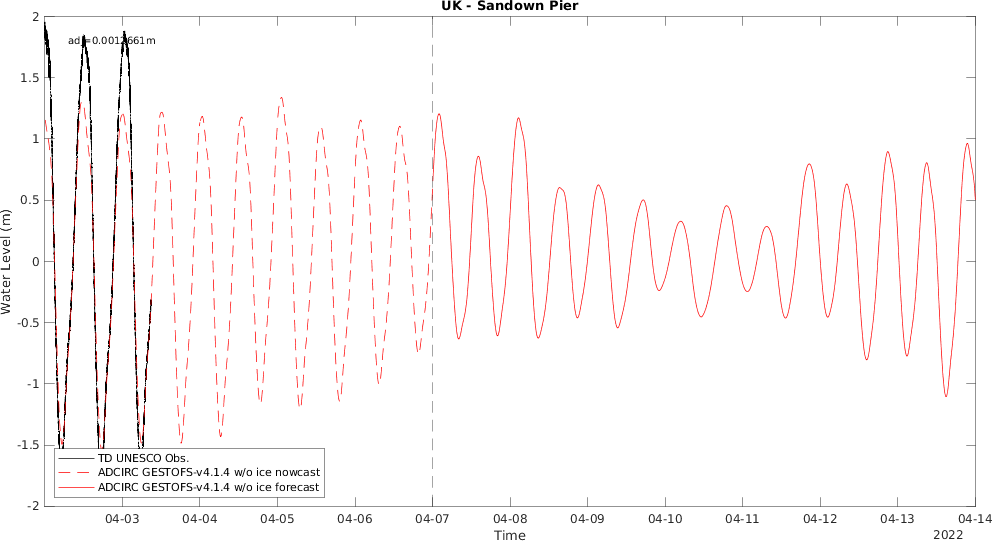 UK - Sandown Pier
2
1.5
1
0.5
0
-0.5
-1
-1.5
-2
Water Level (m)
TD UNESCO Obs.
ADCIRC GESTOFS-v4.1.4 w/o ice nowcast
ADCIRC GESTOFS-v4.1.4 w/o ice forecast
04-03 04-04 04-05 04-06 04-07 04-08 04-09 04-10 04-11 04-12 04-13 04-14
Time
2022